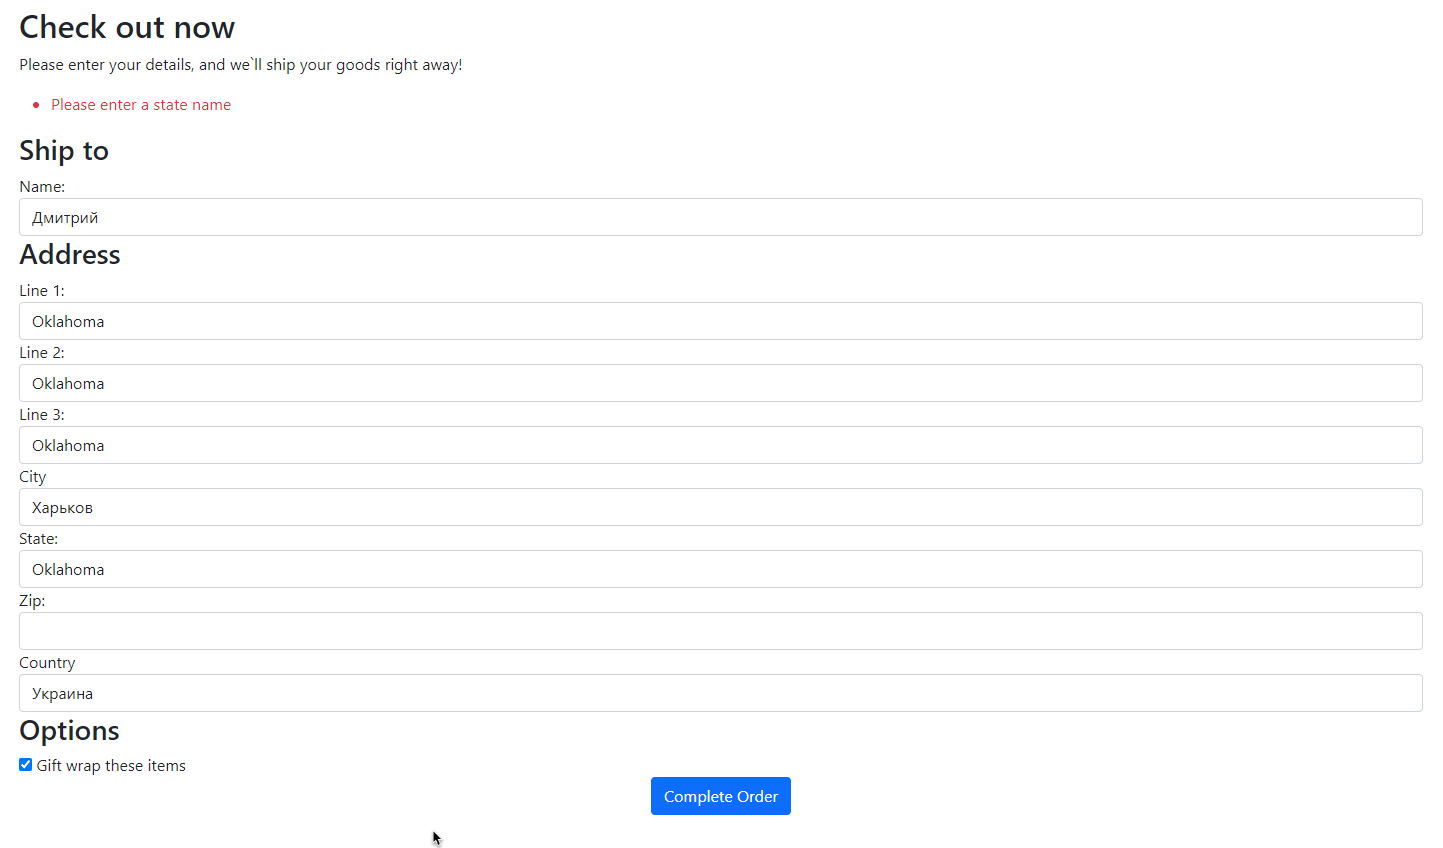 Check out now
Please enter your details, and we`ll ship your goods right away!
Please enter a state name
Ship to
Name:
Дмитрий
Address
Line 1:
Oklahoma
Line 2:
Oklahoma
Line 3:
Oklahoma
City
Харьков
State:
Oklahoma
Zip:
Country
Украина
Options
Gift wrap these items
Complete Order